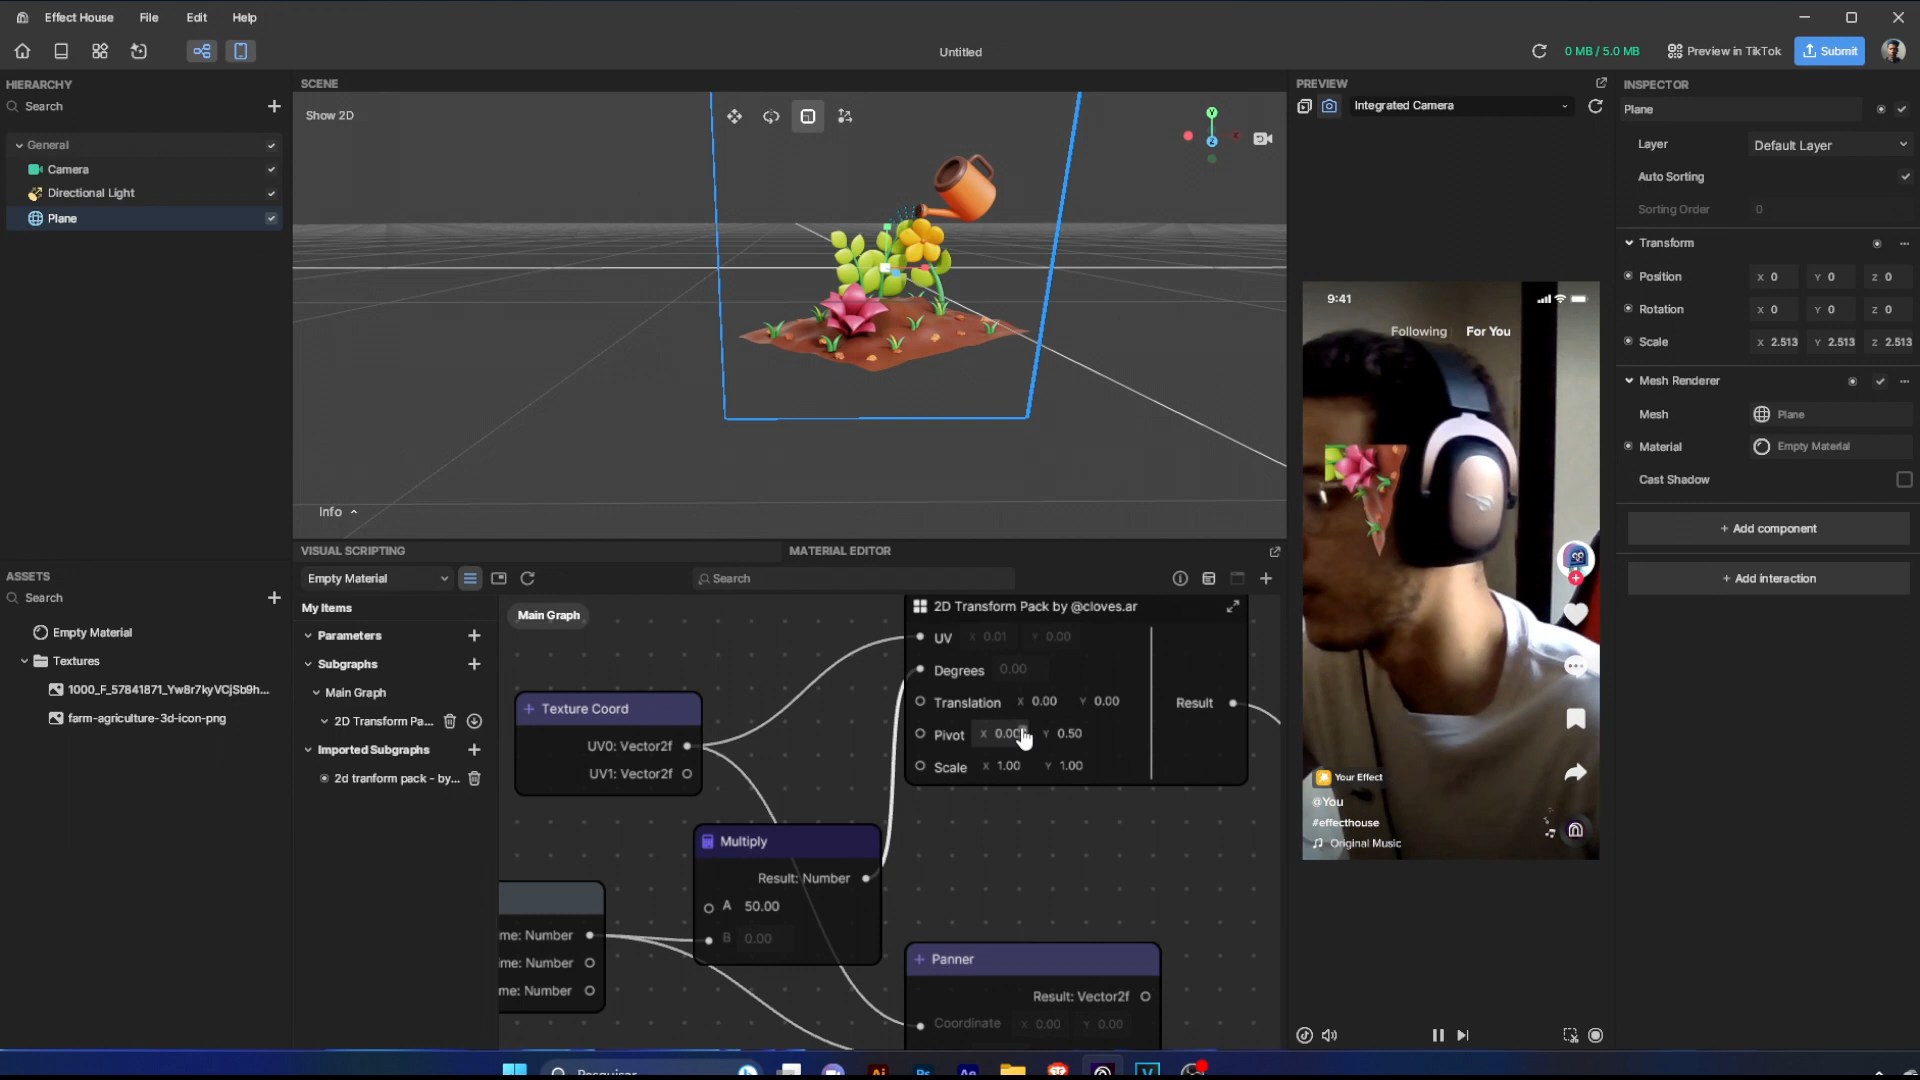 Effect House File Edit Help
Untitled
0 MB / 5.0 MB
Preview in TikTok
Submit
HIERARCHY
Search
General
Camera
Directional Light
Plane
SCENE
Show 2D
Y
X
Z
Info
PREVIEW
Integrated Camera
9:41
Following For You
Your Effect
@You
#effecthouse
Original Music
INSPECTOR
Plane
Layer Default Layer
Auto Sorting
Sorting Order 0
Transform
Position X 0 Y 0 Z 0
Rotation X 0 Y 0 Z 0
Scale X 2.513 Y 2.513 Z 2.513
Mesh Renderer
Mesh Plane
Material Empty Material
Cast Shadow
+ Add component
+ Add interaction
ASSETS
Search
Empty Material
Textures
1000_F_57841871_Yw8r7kyVCjSb9h...
farm-agriculture-3d-icon-png
VISUAL SCRIPTING MATERIAL EDITOR
Empty Material
Search
My Items
Parameters
Subgraphs
Main Graph
2D Transform Pa...
Imported Subgraphs
2d tranform pack - by...
Main Graph
Texture Coord
UV0: Vector2f
UV1: Vector2f
2D Transform Pack by @cloves.ar
UV X 0.01 Y 0.00
Degrees 0.00
Translation X 0.00 Y 0.00
Pivot X 0.00 Y 0.50
Scale X 1.00 Y 1.00
Result
Multiply
Result: Number
A 50.00
B 0.00
me: Number
me: Number
me: Number
Panner
Result: Vector2f
Coordinate X 0.00 Y 0.00
Pesquisar
Ai
Ps
Ae
V